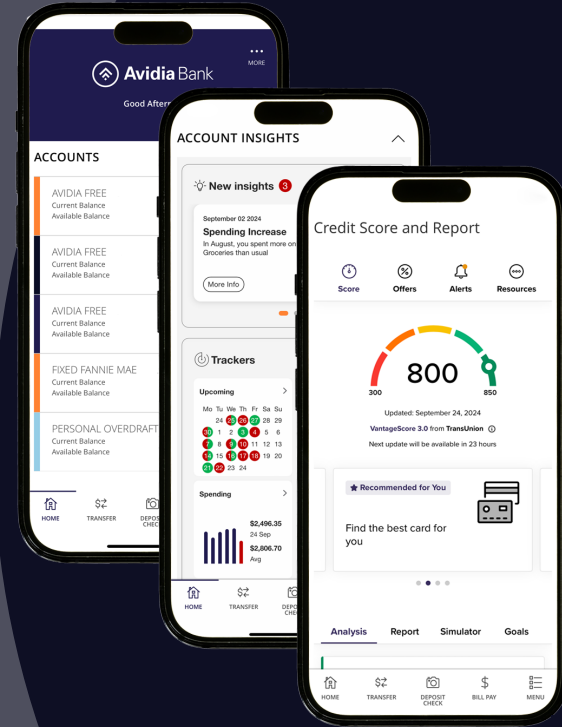 MORE
Avidia Bank
Good
ACCOUNTS
AVIDIA FREE
Current Balance
Available Balance
AVIDIA FREE
Current Balance
Available Balance
AVIDIA FREE
Current Balance
Available Balance
FIXED FANNIE MAE
Current Balance
Available Balance
PERSONAL OVERDRAFT
Current Balance
Available Balance
HOME
TRANSFER
ACCOUNT INSIGHTS
New insights 3
September 02 2024
Spending Increase
In August, you spent more on
Groceries than usual
More Info
Trackers
Upcoming
Mo Tu We Th Fr Sa Su
24 25 26 27 28 29
30 1 2 3 4 5 6
7 8 9 10 11 12 13
14 15 16 17 18 19 20
21 22 23 24
Spending
$2,496.35
24 Sep
$2,806.70
Avg
HOME
TRANSFER
Credit Score and Report
Score
Offers
Alerts
Resources
800
300
850
Updated: September 24, 2024
VantageScore 3.0 from TransUnion
Next update will be available in 23 hours
Recommended for You
Find the best card for
you
Analysis Report Simulator Goals
HOME
TRANSFER
DEPOSIT
CHECK
BILL PAY
MENU